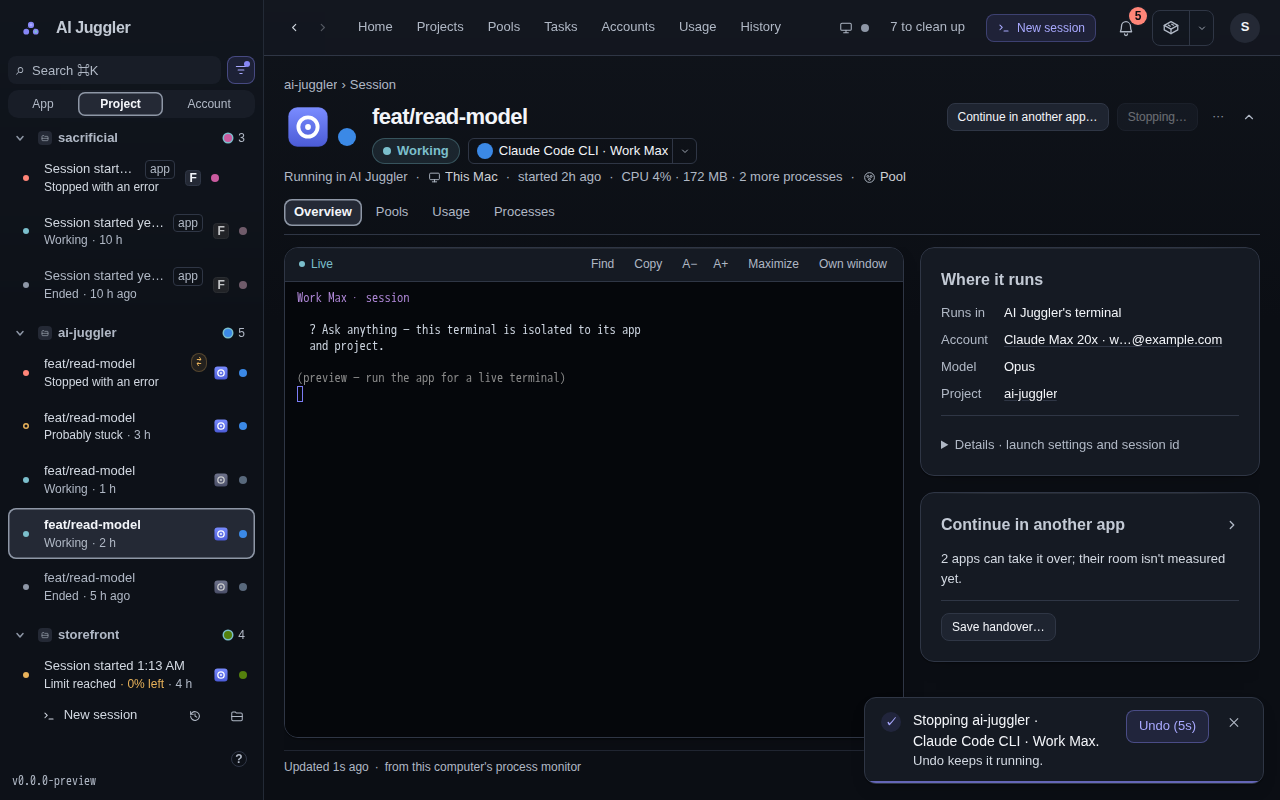 AI Juggler
Home Projects Pools Tasks Accounts Usage History
7 to clean up
New session
5
S
Search ⌘K
App Project Account
sacrificial 3
Session start… app
Stopped with an error
F
Session started ye… app
Working · 10 h
F
Session started ye… app
Ended · 10 h ago
F
ai-juggler 5
feat/read-model
Stopped with an error
feat/read-model
Probably stuck · 3 h
feat/read-model
Working · 1 h
feat/read-model
Working · 2 h
feat/read-model
Ended · 5 h ago
storefront 4
Session started 1:13 AM
Limit reached · 0% left · 4 h
New session
?
v0.0.0-preview
ai-juggler › Session
feat/read-model
Continue in another app… Stopping… ···
Working Claude Code CLI · Work Max
Running in AI Juggler · This Mac · started 2h ago · CPU 4% · 172 MB · 2 more processes · Pool
Overview Pools Usage Processes
Live Find Copy A− A+ Maximize Own window
Work Max · session
? Ask anything — this terminal is isolated to its app
and project.
(preview — run the app for a live terminal)
Updated 1s ago · from this computer's process monitor
Where it runs
Runs in AI Juggler's terminal
Account Claude Max 20x · w…@example.com
Model Opus
Project ai-juggler
▶ Details · launch settings and session id
Continue in another app
2 apps can take it over; their room isn't measured
yet.
Save handover…
Stopping ai-juggler ·
Claude Code CLI · Work Max.
Undo keeps it running.
Undo (5s)